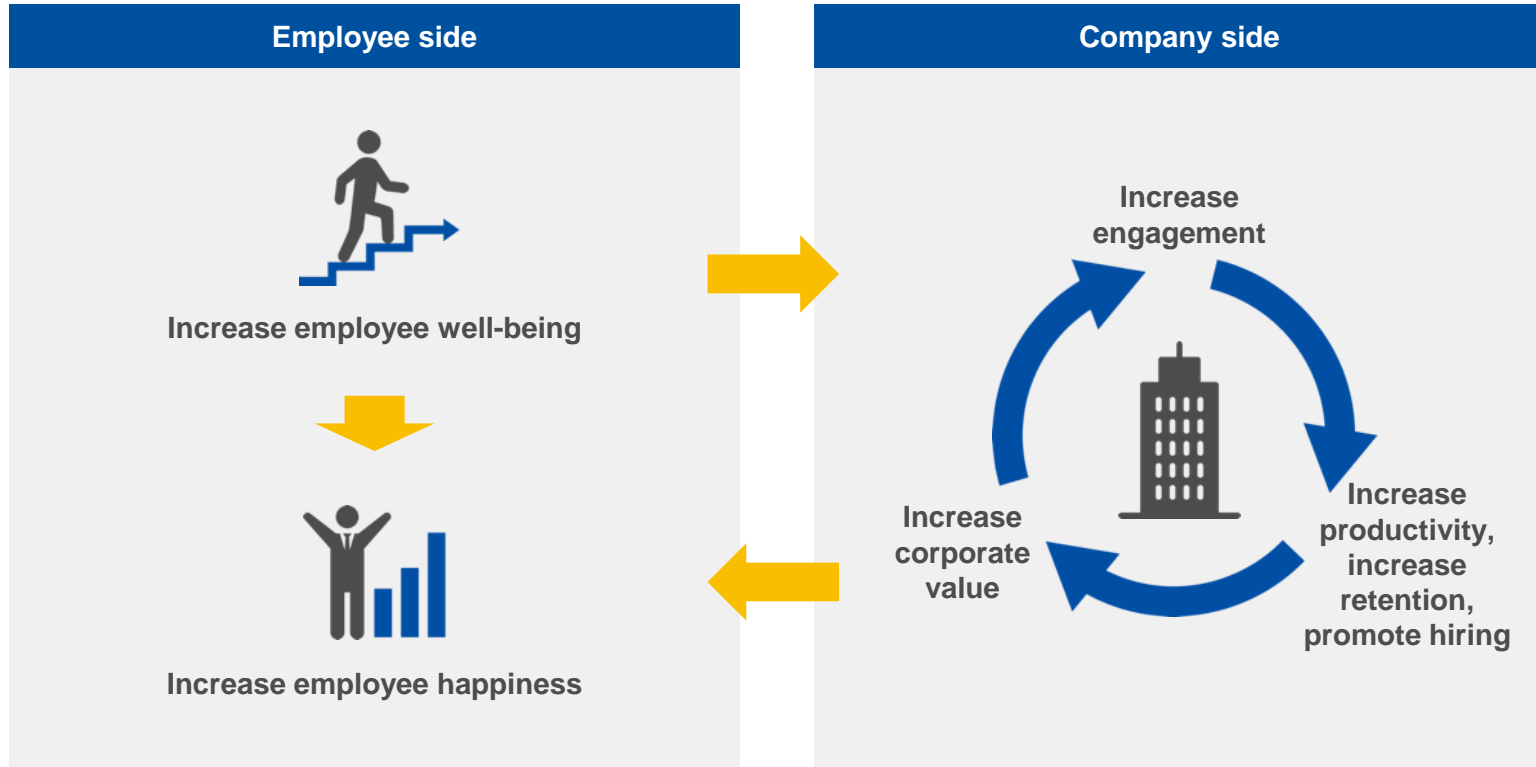 Employee side
Increase employee well-being
Increase employee happiness
Company side
Increase
engagement
Increase
productivity,
increase
retention,
promote hiring
Increase
corporate
value